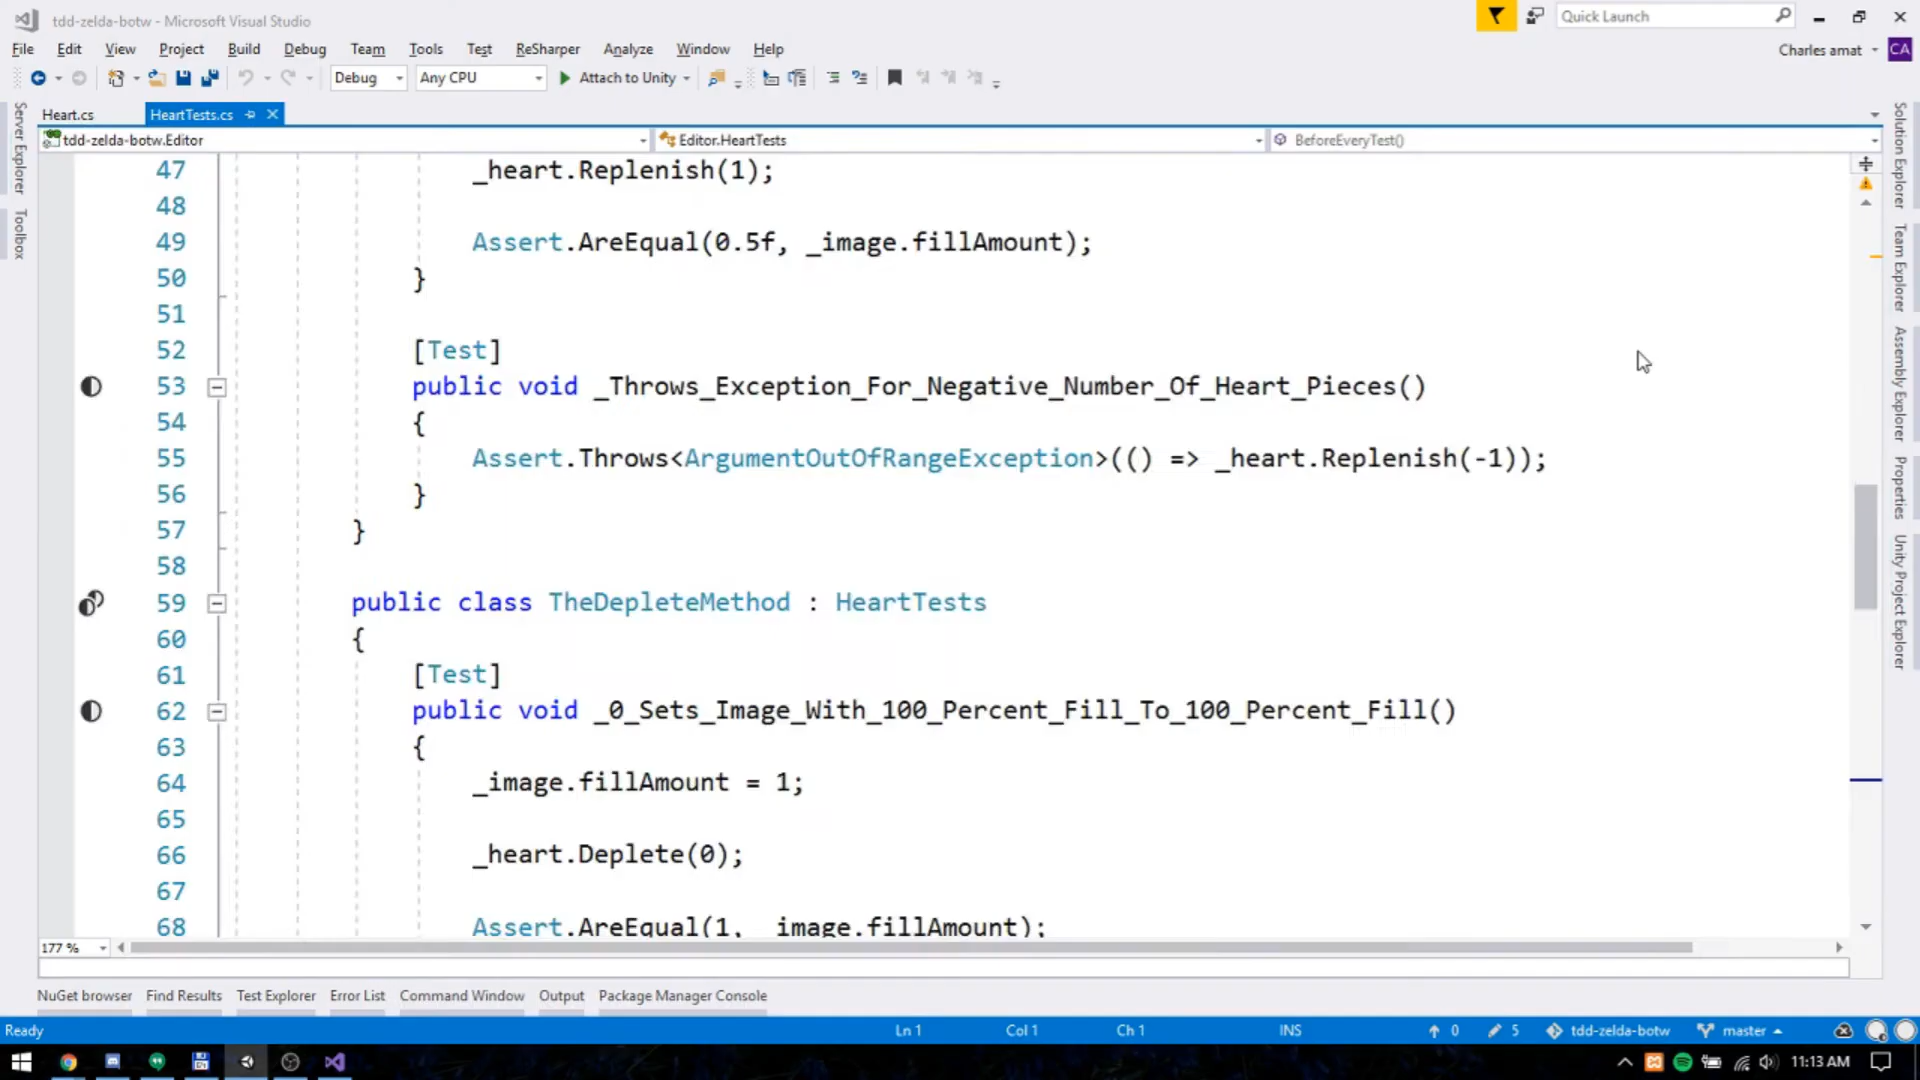 tdd-zelda-botw - Microsoft Visual Studio
Quick Launch
File Edit View Project Build Debug Team Tools Test ReSharper Analyze Window Help
Charles amat CA
Debug Any CPU Attach to Unity
Heart.cs HeartTests.cs
tdd-zelda-botw.Editor Editor.HeartTests BeforeEveryTest()
Server Explorer
Toolbox
47 _heart.Replenish(1);
48
49 Assert.AreEqual(0.5f, _image.fillAmount);
50 }
51
52 [Test]
53 public void _Throws_Exception_For_Negative_Number_Of_Heart_Pieces()
54 {
55 Assert.Throws<ArgumentOutOfRangeException>(() => _heart.Replenish(-1));
56 }
57 }
58
59 public class TheDepleteMethod : HeartTests
60 {
61 [Test]
62 public void _0_Sets_Image_With_100_Percent_Fill_To_100_Percent_Fill()
63 {
64 _image.fillAmount = 1;
65
66 _heart.Deplete(0);
67
68 Assert.AreEqual(1, _image.fillAmount);
Solution Explorer
Team Explorer
Assembly Explorer
Properties
Unity Project Explorer
177 %
NuGet browser Find Results Test Explorer Error List Command Window Output Package Manager Console
Ready Ln 1 Col 1 Ch 1 INS 0 5 tdd-zelda-botw master
11:13 AM